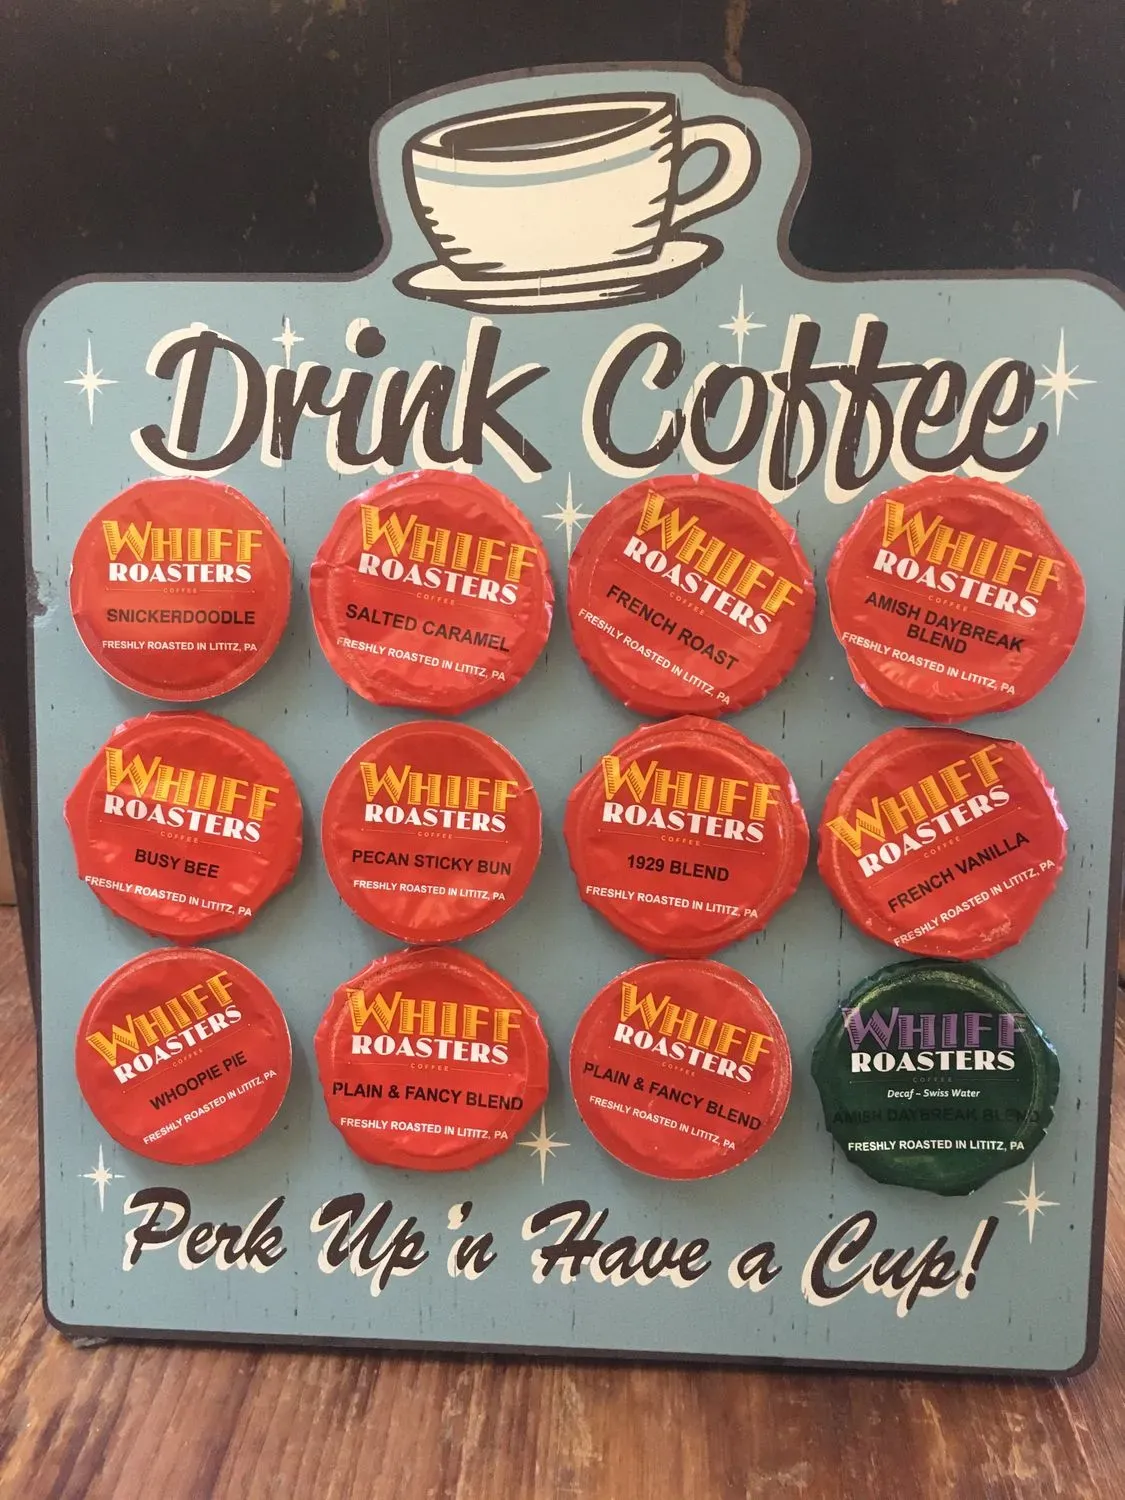 Drink Coffee
WHIFF
ROASTERS
COFFEE
SNICKERDOODLE
FRESHLY ROASTED IN LITITZ, PA
WHIFF
ROASTERS
COFFEE
SALTED CARAMEL
FRESHLY ROASTED IN LITITZ, PA
WHIFF
ROASTERS
COFFEE
FRENCH ROAST
FRESHLY ROASTED IN LITITZ, PA
WHIFF
ROASTERS
COFFEE
AMISH DAYBREAK
BLEND
FRESHLY ROASTED IN LITITZ, PA
WHIFF
ROASTERS
COFFEE
BUSY BEE
FRESHLY ROASTED IN LITITZ, PA
WHIFF
ROASTERS
COFFEE
PECAN STICKY BUN
FRESHLY ROASTED IN LITITZ, PA
WHIFF
ROASTERS
COFFEE
1929 BLEND
FRESHLY ROASTED IN LITITZ, PA
WHIFF
ROASTERS
COFFEE
FRENCH VANILLA
FRESHLY ROASTED IN LITITZ, PA
WHIFF
ROASTERS
COFFEE
WHOOPIE PIE
FRESHLY ROASTED IN LITITZ, PA
WHIFF
ROASTERS
COFFEE
PLAIN & FANCY BLEND
FRESHLY ROASTED IN LITITZ, PA
WHIFF
ROASTERS
COFFEE
PLAIN & FANCY BLEND
FRESHLY ROASTED IN LITITZ, PA
WHIFF
ROASTERS
COFFEE
Decaf - Swiss Water
AMISH DAYBREAK BLEND
FRESHLY ROASTED IN LITITZ, PA
Perk Up 'n Have a Cup!